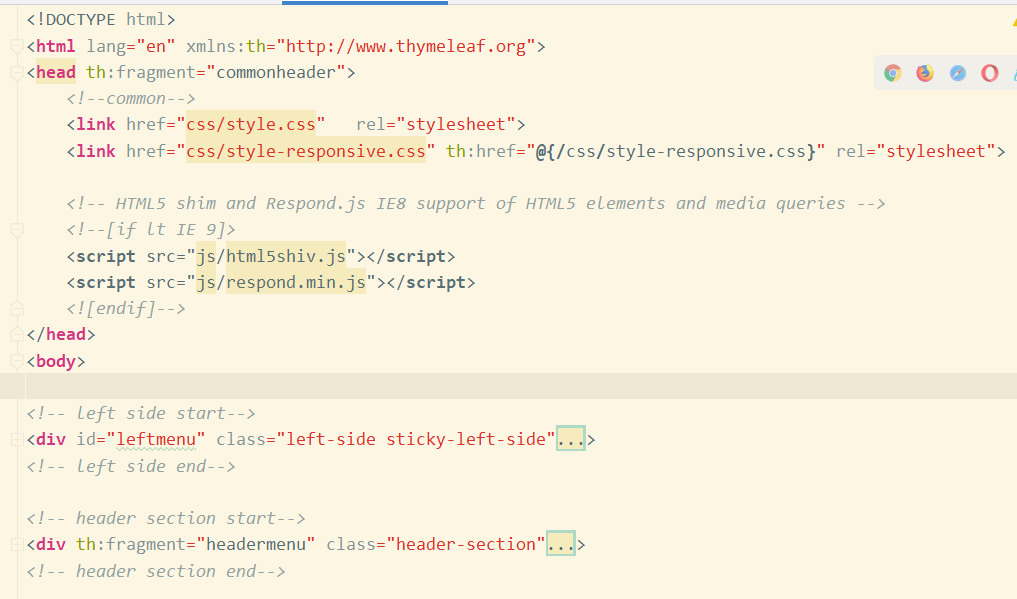 <!DOCTYPE html>
<html lang="en" xmlns:th="http://www.thymeleaf.org">
<head th:fragment="commonheader">
    <!--common-->
    <link href="css/style.css"   rel="stylesheet">
    <link href="css/style-responsive.css" th:href="@{/css/style-responsive.css}" rel="stylesheet">

    <!-- HTML5 shim and Respond.js IE8 support of HTML5 elements and media queries -->
    <!--[if lt IE 9]>
    <script src="js/html5shiv.js"></script>
    <script src="js/respond.min.js"></script>
    <![endif]-->
</head>
<body>

<!-- left side start-->
<div id="leftmenu" class="left-side sticky-left-side"...>
<!-- left side end-->

<!-- header section start-->
<div th:fragment="headermenu" class="header-section"...>
<!-- header section end-->